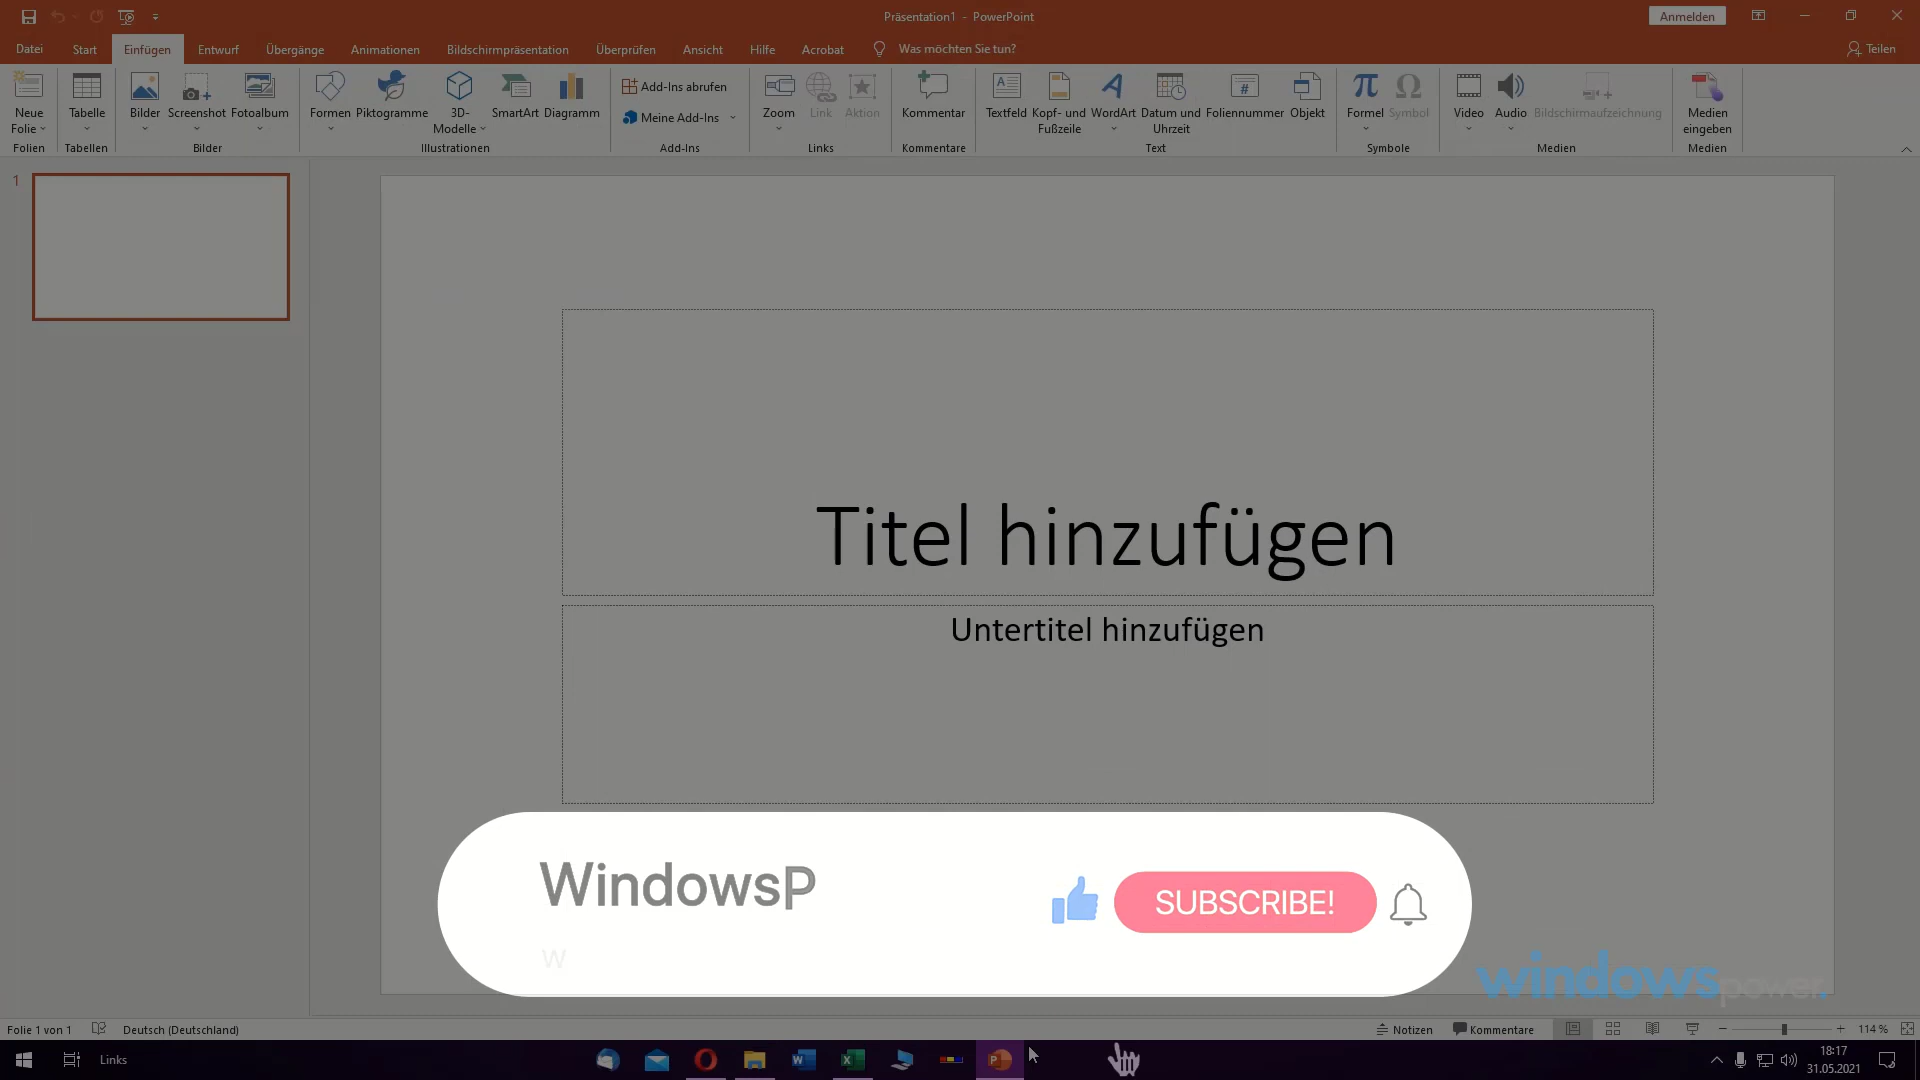 Präsentation1 - PowerPoint
Anmelden
Datei Start Einfügen Entwurf Übergänge Animationen Bildschirmpräsentation Überprüfen Ansicht Hilfe Acrobat Was möchten Sie tun? Teilen
Neue Folie
Tabelle
Bilder
Screenshot
Fotoalbum
Formen
Piktogramme
3D-Modelle
SmartArt
Diagramm
Add-Ins abrufen
Meine Add-Ins
Zoom
Link
Aktion
Kommentar
Textfeld
Kopf- und Fußzeile
WordArt
Datum und Uhrzeit
Foliennummer
Objekt
Formel
Symbol
Video
Audio
Bildschirmaufzeichnung
Medien eingeben
Folien Tabellen Bilder Illustrationen Add-Ins Links Kommentare Text Symbole Medien Medien
1
Titel hinzufügen
Untertitel hinzufügen
WindowsP
SUBSCRIBE!
W
windowspower.
Folie 1 von 1 Deutsch (Deutschland) Notizen Kommentare 114 %
Links
18:17
31.05.2021